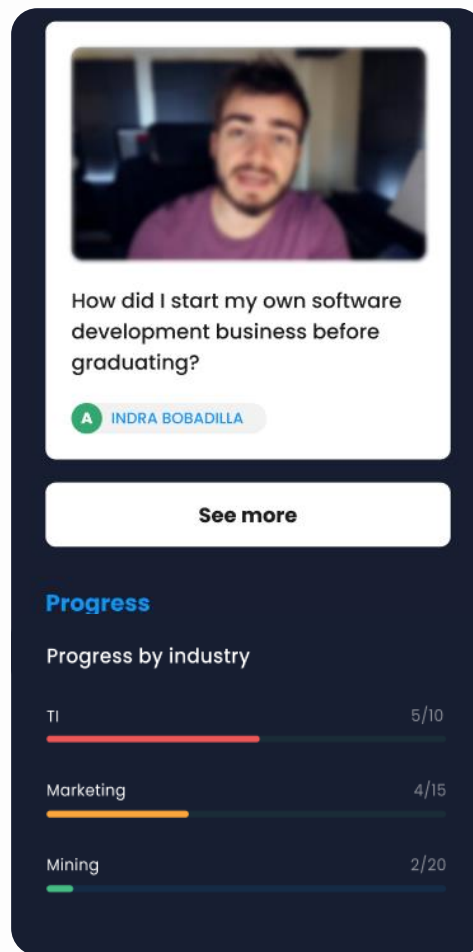 How did I start my own software
development business before
graduating?
A INDRA BOBADILLA
See more
Progress
Progress by industry
TI 5/10
Marketing 4/15
Mining 2/20